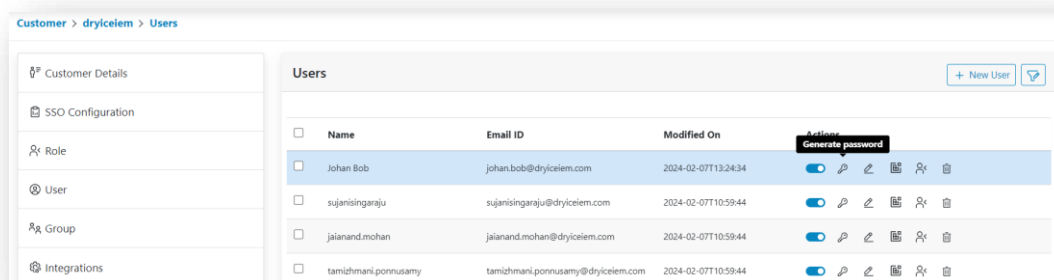 Customer > dryiceiem > Users
Customer Details
SSO Configuration
Role
User
Group
Integrations
Users
+ New User
Name Email ID Modified On Actions
Generate password
Johan Bob johan.bob@dryiceiem.com 2024-02-07T13:24:34
sujanisingaraju sujanisingaraju@dryiceiem.com 2024-02-07T10:59:44
jaianand.mohan jaianand.mohan@dryiceiem.com 2024-02-07T10:59:44
tamizhmani.ponnusamy tamizhmani.ponnusamy@dryiceiem.com 2024-02-07T10:59:44